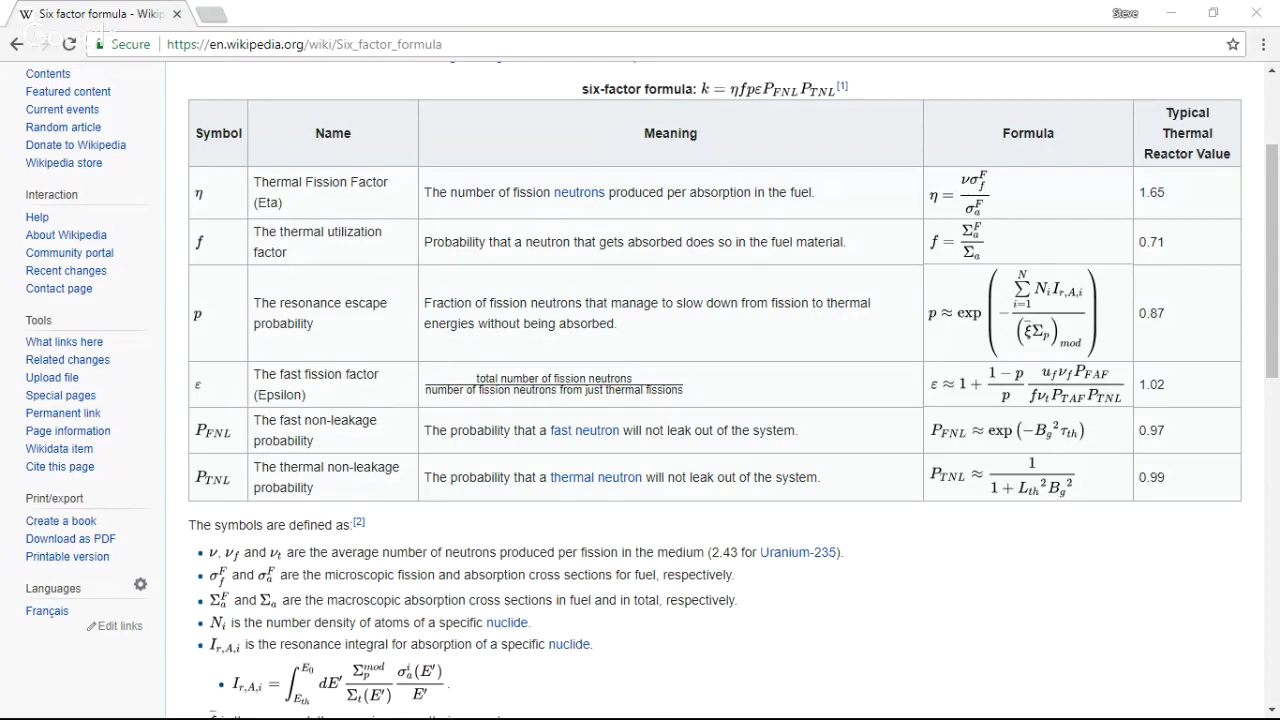 Six factor formula - Wikip
Steve
Google
Secure https://en.wikipedia.org/wiki/Six_factor_formula
Contents
Featured content
Current events
Random article
Donate to Wikipedia
Wikipedia store
Interaction
Help
About Wikipedia
Community portal
Recent changes
Contact page
Tools
What links here
Related changes
Upload file
Special pages
Permanent link
Page information
Wikidata item
Cite this page
Print/export
Create a book
Download as PDF
Printable version
Languages
Français
Edit links
six-factor formula: k = ηfpεP_FNL P_TNL [1]
Symbol Name Meaning Formula Typical Thermal Reactor Value
η Thermal Fission Factor (Eta) The number of fission neutrons produced per absorption in the fuel. η = νσ_f^F / σ_a^F 1.65
f The thermal utilization factor Probability that a neutron that gets absorbed does so in the fuel material. f = Σ_a^F / Σ_a 0.71
p The resonance escape probability Fraction of fission neutrons that manage to slow down from fission to thermal energies without being absorbed. p ≈ exp ( − ∑_{i=1}^{N} N_i I_{r,A,i} / (ξ̄Σ_p)_mod ) 0.87
ε The fast fission factor (Epsilon) total number of fission neutrons / number of fission neutrons from just thermal fissions ε ≈ 1 + (1 − p)/p · u_f ν_f P_FAF / f ν_t P_TAF P_TNL 1.02
P_FNL The fast non-leakage probability The probability that a fast neutron will not leak out of the system. P_FNL ≈ exp (−B_g² τ_th) 0.97
P_TNL The thermal non-leakage probability The probability that a thermal neutron will not leak out of the system. P_TNL ≈ 1 / (1 + L_th² B_g²) 0.99
The symbols are defined as:[2]
• ν, ν_f and ν_t are the average number of neutrons produced per fission in the medium (2.43 for Uranium-235).
• σ_f^F and σ_a^F are the microscopic fission and absorption cross sections for fuel, respectively.
• Σ_a^F and Σ_a are the macroscopic absorption cross sections in fuel and in total, respectively.
• N_i is the number density of atoms of a specific nuclide.
• I_{r,A,i} is the resonance integral for absorption of a specific nuclide.
• I_{r,A,i} = ∫_{E_th}^{E_0} dE′ Σ_p^mod / Σ_t(E′) σ_a^i(E′) / E′ .